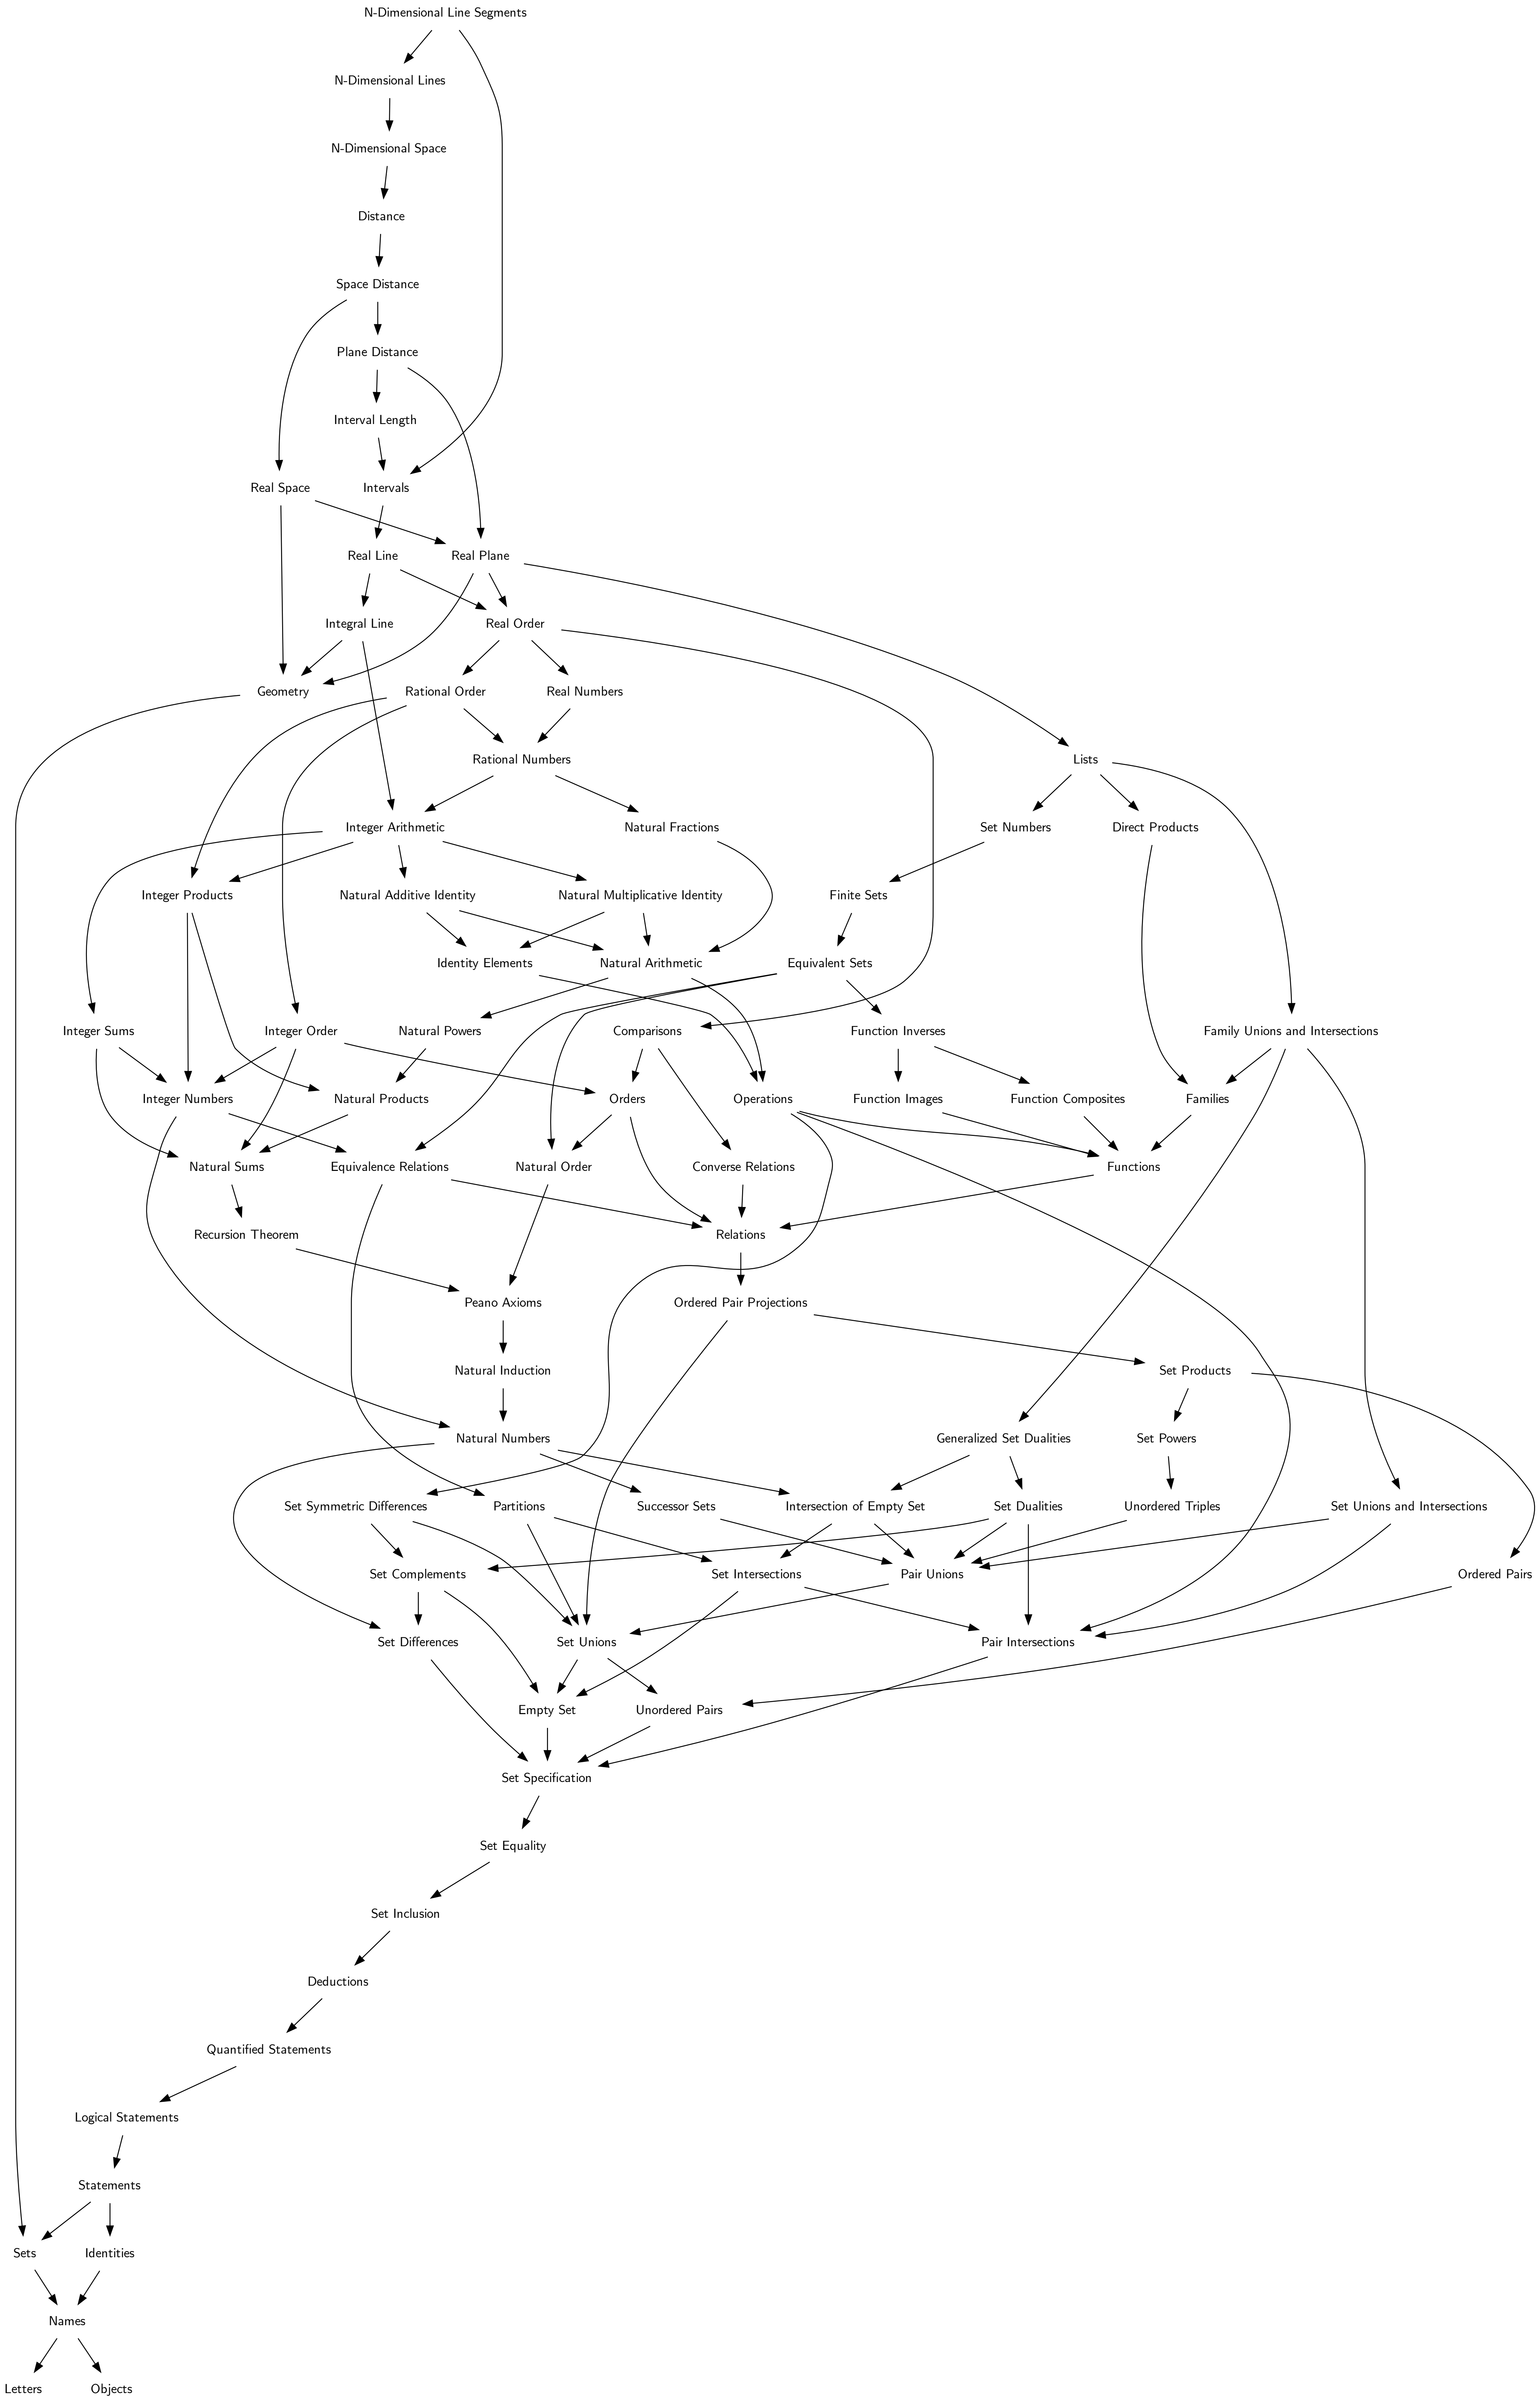 N-Dimensional Line Segments
N-Dimensional Lines
N-Dimensional Space
Distance
Space Distance
Plane Distance
Interval Length
Real Space
Intervals
Real Line
Real Plane
Integral Line
Real Order
Geometry
Rational Order
Real Numbers
Rational Numbers
Lists
Integer Arithmetic
Natural Fractions
Set Numbers
Direct Products
Integer Products
Natural Additive Identity
Natural Multiplicative Identity
Finite Sets
Identity Elements
Natural Arithmetic
Equivalent Sets
Integer Sums
Integer Order
Natural Powers
Comparisons
Function Inverses
Family Unions and Intersections
Integer Numbers
Natural Products
Orders
Operations
Function Images
Function Composites
Families
Natural Sums
Equivalence Relations
Natural Order
Converse Relations
Functions
Recursion Theorem
Relations
Peano Axioms
Ordered Pair Projections
Natural Induction
Set Products
Natural Numbers
Generalized Set Dualities
Set Powers
Set Symmetric Differences
Partitions
Successor Sets
Intersection of Empty Set
Set Dualities
Unordered Triples
Set Unions and Intersections
Set Complements
Set Intersections
Pair Unions
Ordered Pairs
Set Differences
Set Unions
Pair Intersections
Empty Set
Unordered Pairs
Set Specification
Set Equality
Set Inclusion
Deductions
Quantified Statements
Logical Statements
Statements
Sets
Identities
Names
Letters
Objects